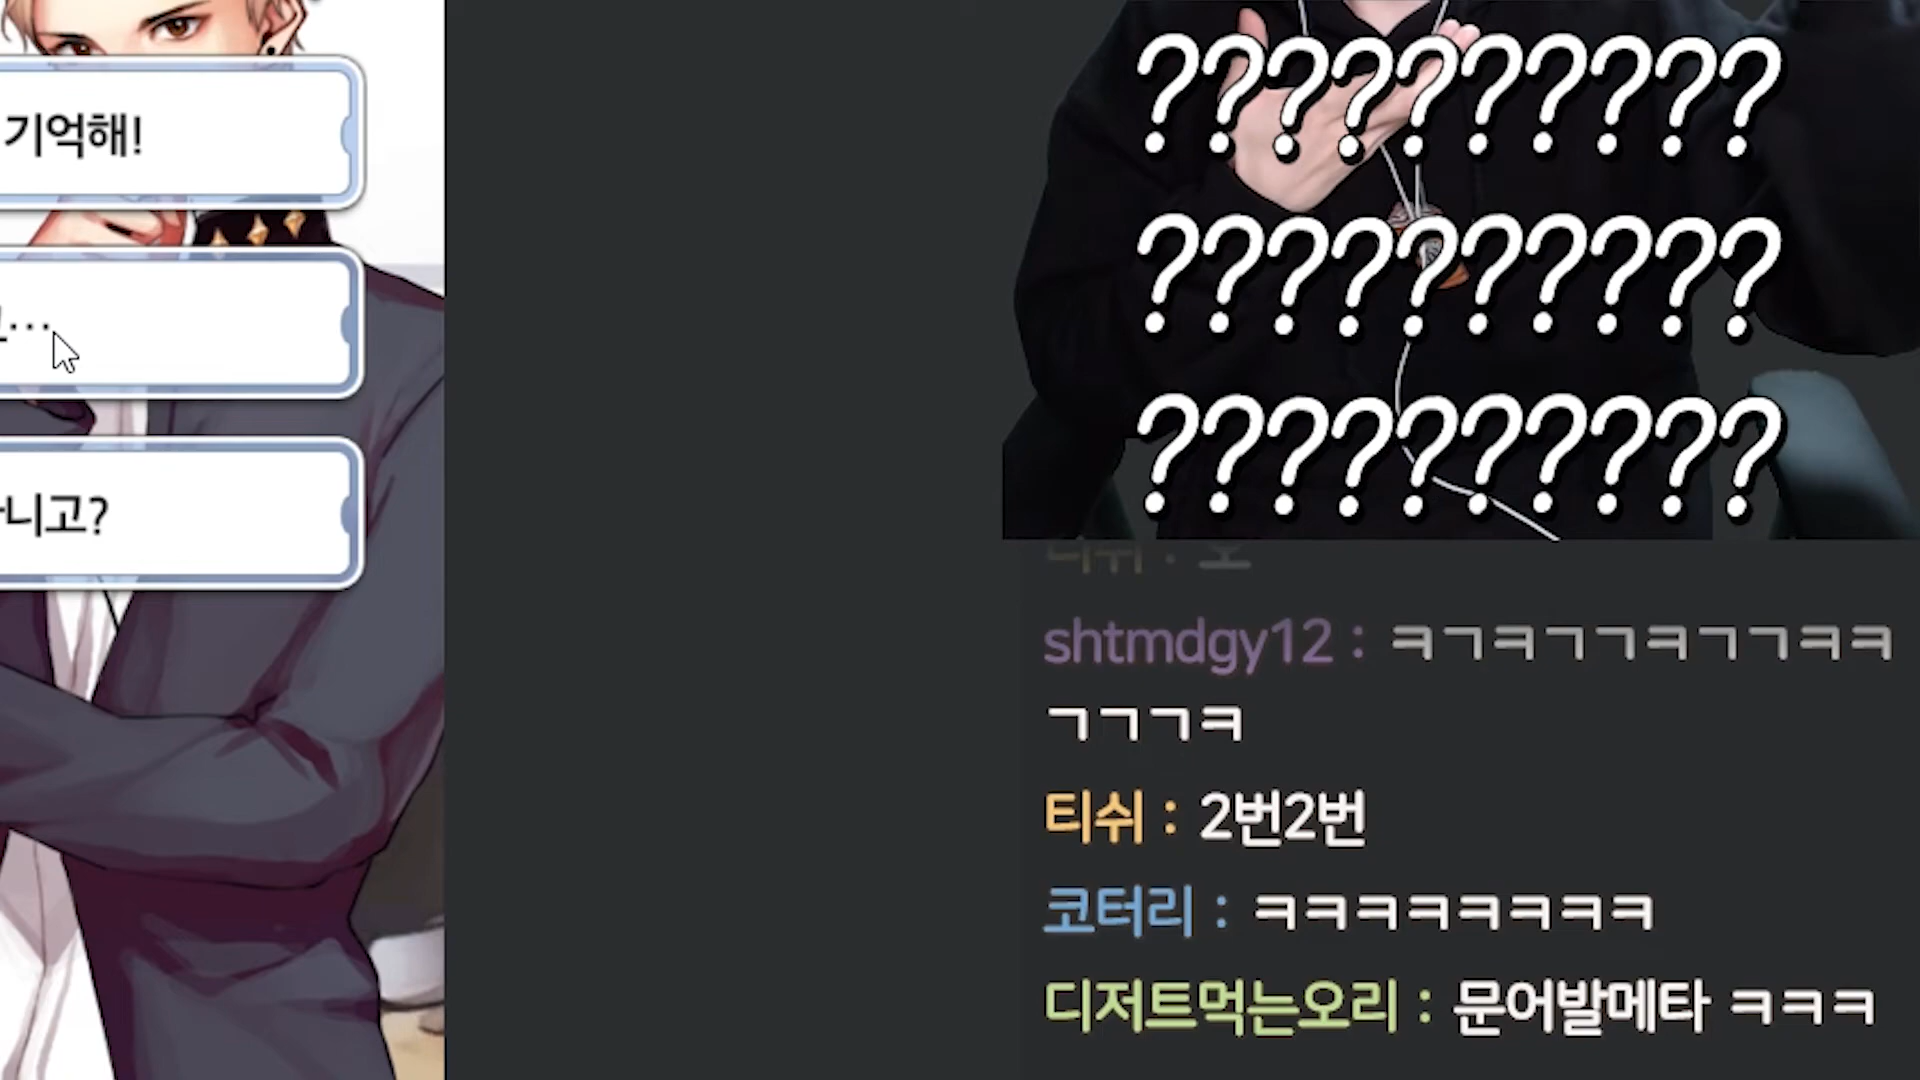 기억해!
…
니고?
??????????
??????????
??????????
shtmdgy12 : ㅋㄱㅋㄱㄱㅋㄱㄱㅋㅋ
ㄱㄱㄱㅋ
티쉬 : 2번2번
코터리 : ㅋㅋㅋㅋㅋㅋㅋㅋ
디저트먹는오리 : 문어발메타 ㅋㅋㅋ